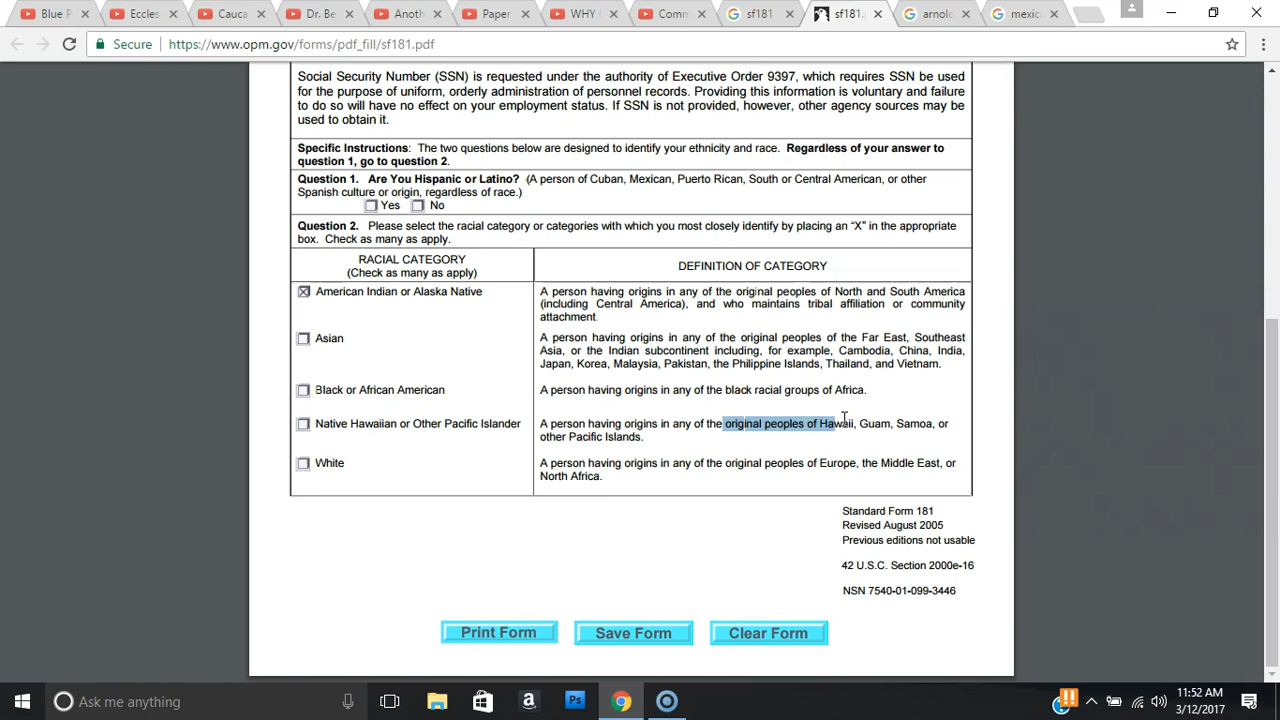 Blue P
Eccles
Cauca
Dr. Be
Anoth
Paper
WHY
Comm
sf181
sf181.
arnold
mexic
Secure
https://www.opm.gov/forms/pdf_fill/sf181.pdf
Social Security Number (SSN) is requested under the authority of Executive Order 9397, which requires SSN be used
for the purpose of uniform, orderly administration of personnel records. Providing this information is voluntary and failure
to do so will have no effect on your employment status. If SSN is not provided, however, other agency sources may be
used to obtain it.
Specific Instructions: The two questions below are designed to identify your ethnicity and race. Regardless of your answer to
question 1, go to question 2.
Question 1. Are You Hispanic or Latino? (A person of Cuban, Mexican, Puerto Rican, South or Central American, or other
Spanish culture or origin, regardless of race.)
Yes No
Question 2. Please select the racial category or categories with which you most closely identify by placing an “X” in the appropriate
box. Check as many as apply.
RACIAL CATEGORY
(Check as many as apply)
DEFINITION OF CATEGORY
American Indian or Alaska Native
A person having origins in any of the original peoples of North and South America
(including Central America), and who maintains tribal affiliation or community
attachment.
Asian
A person having origins in any of the original peoples of the Far East, Southeast
Asia, or the Indian subcontinent including, for example, Cambodia, China, India,
Japan, Korea, Malaysia, Pakistan, the Philippine Islands, Thailand, and Vietnam.
Black or African American
A person having origins in any of the black racial groups of Africa.
Native Hawaiian or Other Pacific Islander
A person having origins in any of the original peoples of Hawaii, Guam, Samoa, or
other Pacific Islands.
White
A person having origins in any of the original peoples of Europe, the Middle East, or
North Africa.
Standard Form 181
Revised August 2005
Previous editions not usable
42 U.S.C. Section 2000e-16
NSN 7540-01-099-3446
Print Form
Save Form
Clear Form
Ask me anything
11:52 AM
3/12/2017